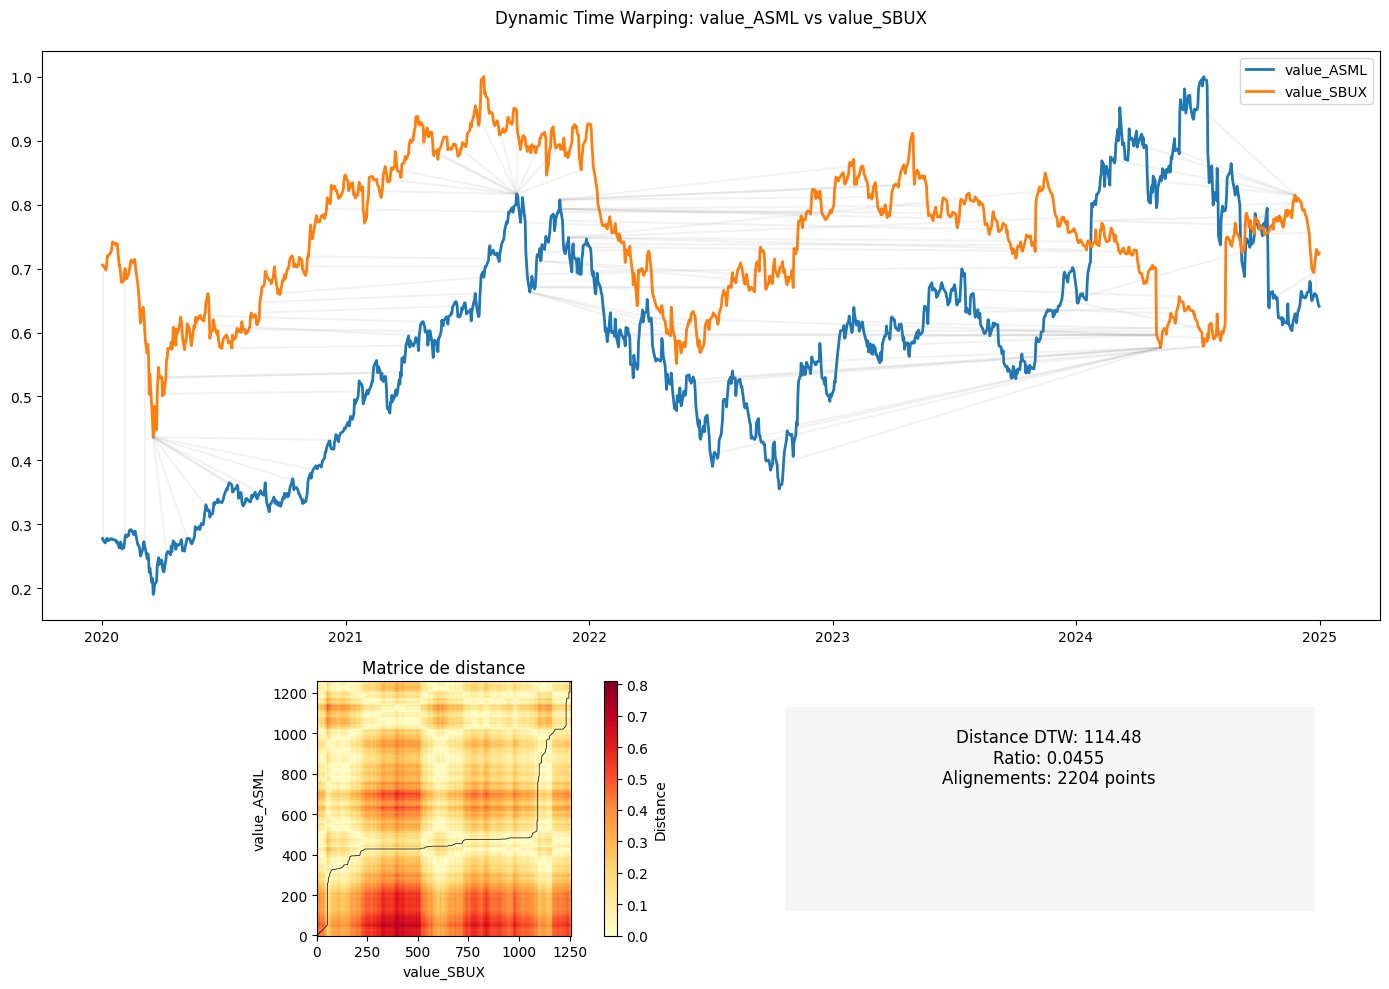 Dynamic Time Warping: value_ASML vs value_SBUX
1.0
0.9
0.8
0.7
0.6
0.5
0.4
0.3
0.2
value_ASML
value_SBUX
2020 2021 2022 2023 2024 2025
Matrice de distance
value_ASML
1200
1000
800
600
400
200
0
0 250 500 750 1000 1250
value_SBUX
0.8
0.7
0.6
0.5
0.4
0.3
0.2
0.1
0.0
Distance
Distance DTW: 114.48
Ratio: 0.0455
Alignements: 2204 points